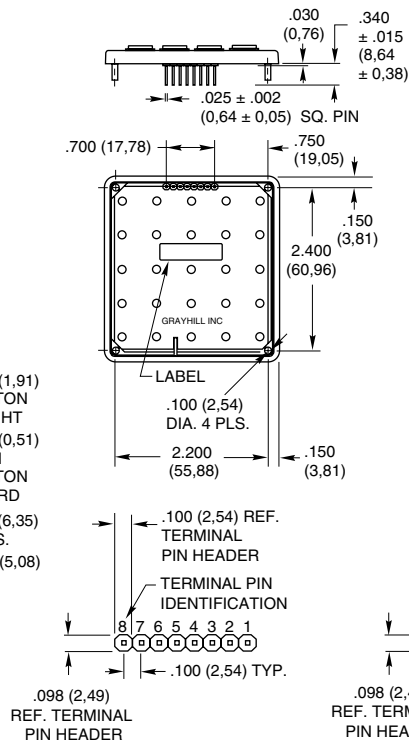 .030
(0,76)
.340
± .015
(8,64
± 0,38)
.025 ± .002
(0,64 ± 0,05) SQ. PIN
.700 (17,78)
.750
(19,05)
.150
(3,81)
2.400
(60,96)
GRAYHILL INC
LABEL
.100 (2,54)
DIA. 4 PLS.
2.200
(55,88)
.150
(3,81)
(1,91)
TON
HT
(0,51)
TON
RD
(6,35)
S.
(5,08)
.100 (2,54) REF.
TERMINAL
PIN HEADER
TERMINAL PIN
IDENTIFICATION
8 7 6 5 4 3 2 1
.100 (2,54) TYP.
.098 (2,49)
REF. TERMINAL
PIN HEADER
.098 (2,4
REF. TERM
PIN HEA